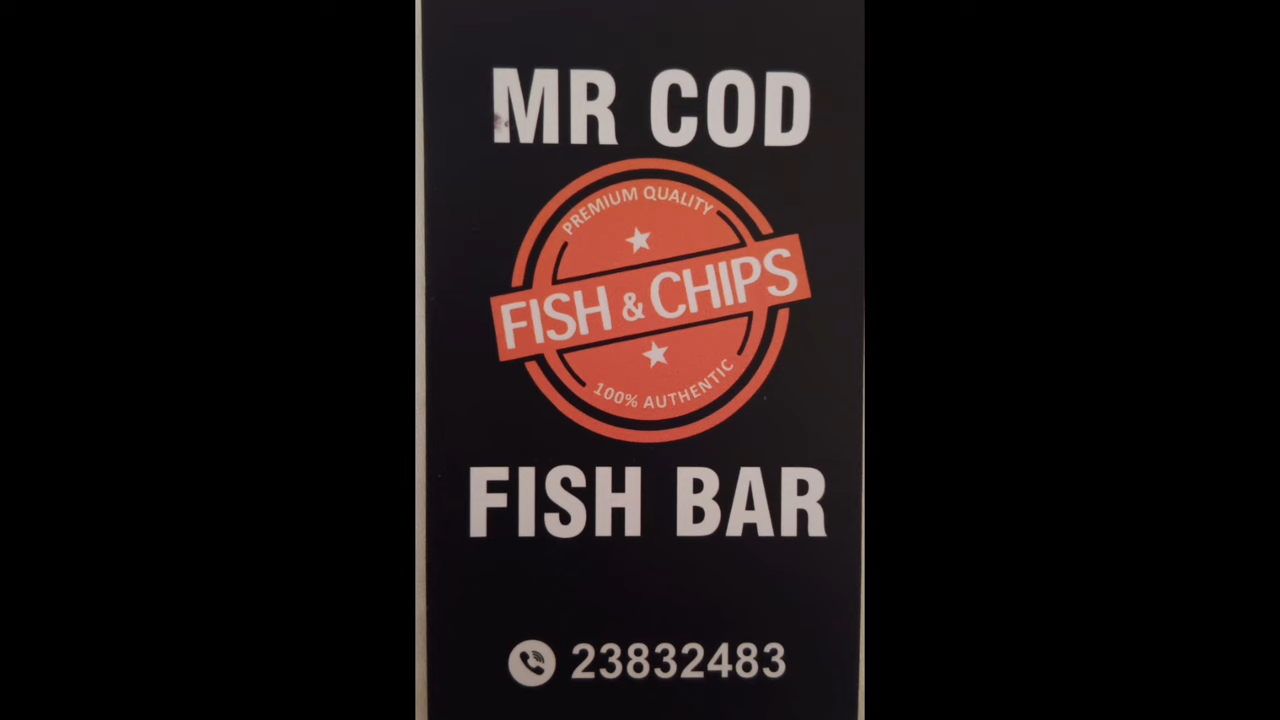 MR COD
PREMIUM QUALITY
FISH & CHIPS
100% AUTHENTIC
FISH BAR
23832483